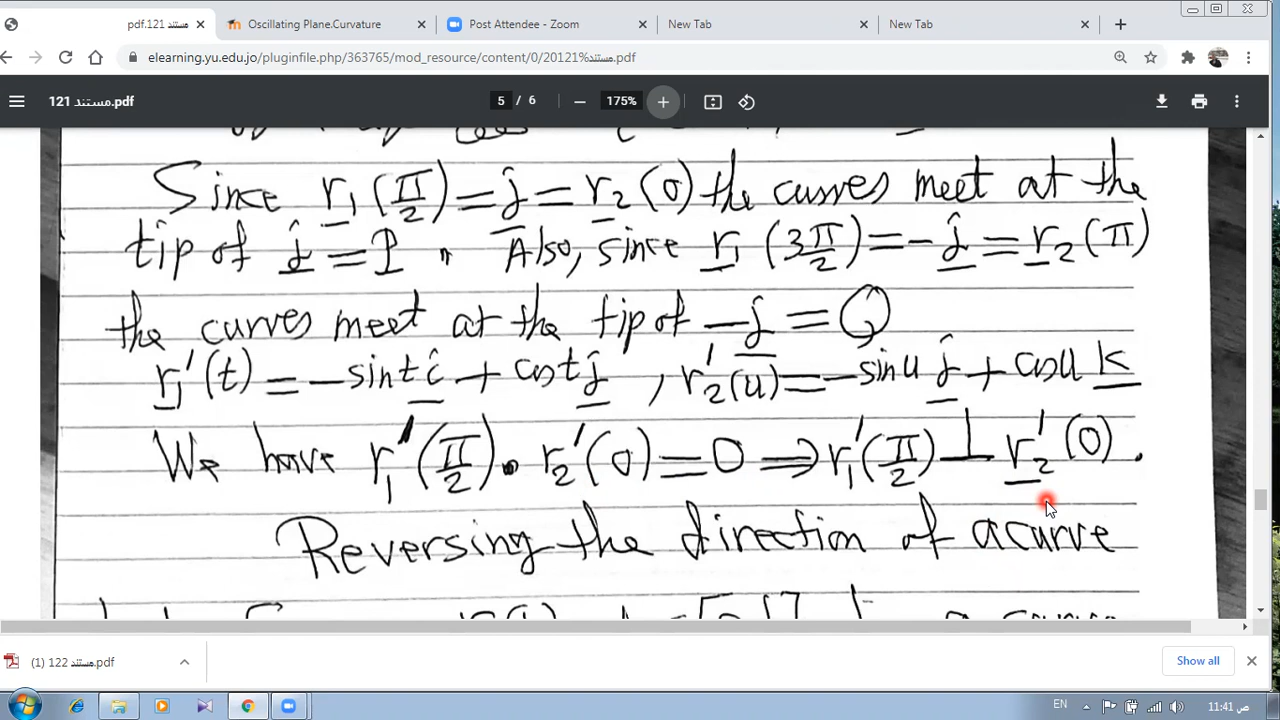 مستند 121.pdf
Oscillating Plane.Curvature
Post Attendee - Zoom
New Tab
New Tab
elearning.yu.edu.jo/pluginfile.php/363765/mod_resource/content/0/20121%مستند.pdf
مستند 121.pdf
5 / 6
175%
Since r₁(π/2) = j = r₂(0) the curves meet at the
tip of j = P. Also, since r₁(3π/2) = -j = r₂(π)
the curves meet at the tip of -j = Q
r₁'(t) = -sint i + cost j , r₂'(u) = -sinu j + cosu k
We have r₁'(π/2) • r₂'(0) = 0 ⟹ r₁'(π/2) ⊥ r₂'(0).
Reversing the direction of a curve
مستند 122 (1).pdf
Show all
EN
11:41 ص